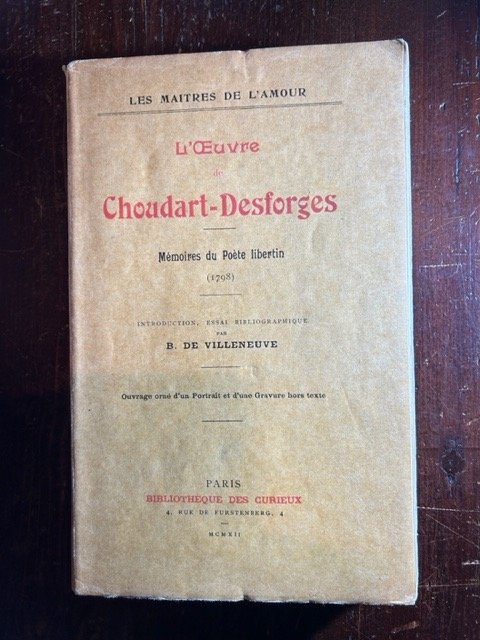 LES MAITRES DE L'AMOUR
L'Œuvre
de
Choudart-Desforges
Mémoires du Poète libertin
(1798)
INTRODUCTION, ESSAI BIBLIOGRAPHIQUE
PAR
B. DE VILLENEUVE
Ouvrage orné d'un Portrait et d'une Gravure hors texte
PARIS
BIBLIOTHÈQUE DES CURIEUX
4, RUE DE FURSTENBERG, 4
MCMXII